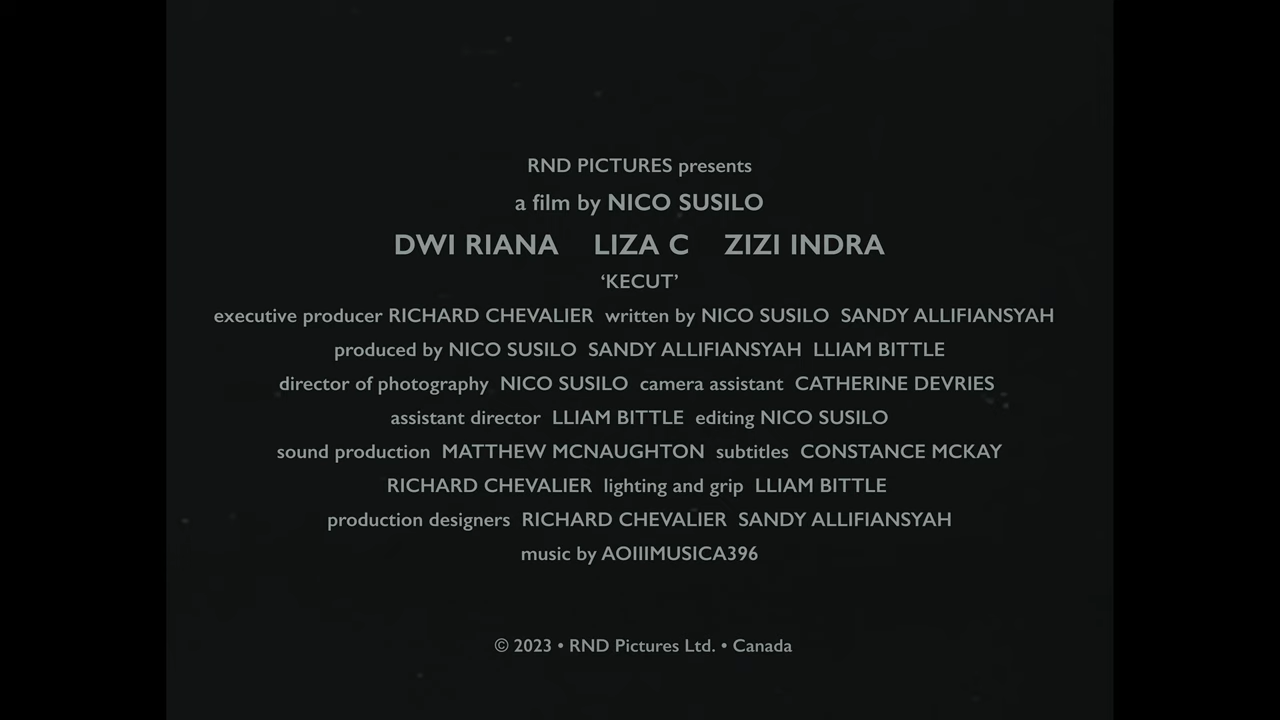 RND PICTURES presents
a film by NICO SUSILO
DWI RIANA LIZA C ZIZI INDRA
‘KECUT’
executive producer RICHARD CHEVALIER written by NICO SUSILO SANDY ALLIFIANSYAH
produced by NICO SUSILO SANDY ALLIFIANSYAH LLIAM BITTLE
director of photography NICO SUSILO camera assistant CATHERINE DEVRIES
assistant director LLIAM BITTLE editing NICO SUSILO
sound production MATTHEW MCNAUGHTON subtitles CONSTANCE MCKAY
RICHARD CHEVALIER lighting and grip LLIAM BITTLE
production designers RICHARD CHEVALIER SANDY ALLIFIANSYAH
music by AOIIIMUSICA396
© 2023 • RND Pictures Ltd. • Canada